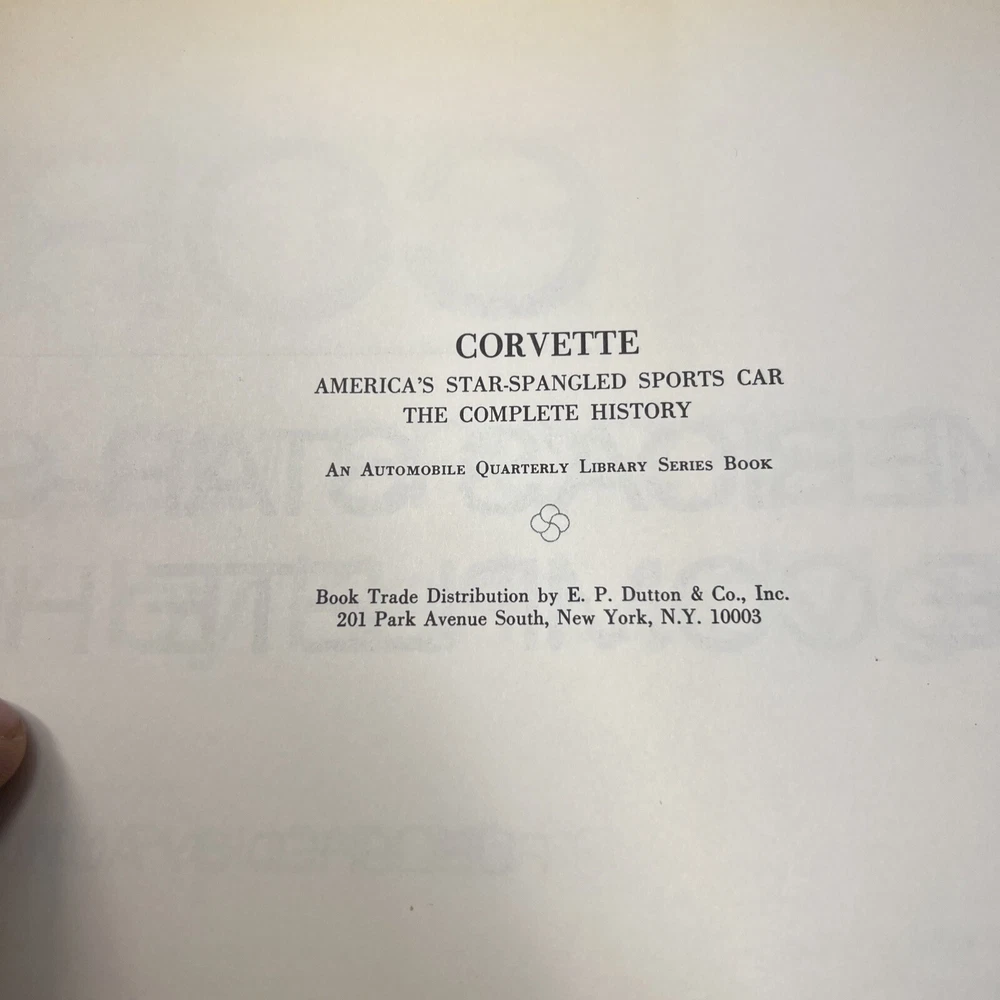 CORVETTE
AMERICA'S STAR-SPANGLED SPORTS CAR
THE COMPLETE HISTORY
AN AUTOMOBILE QUARTERLY LIBRARY SERIES BOOK
Book Trade Distribution by E. P. Dutton & Co., Inc.
201 Park Avenue South, New York, N.Y. 10003